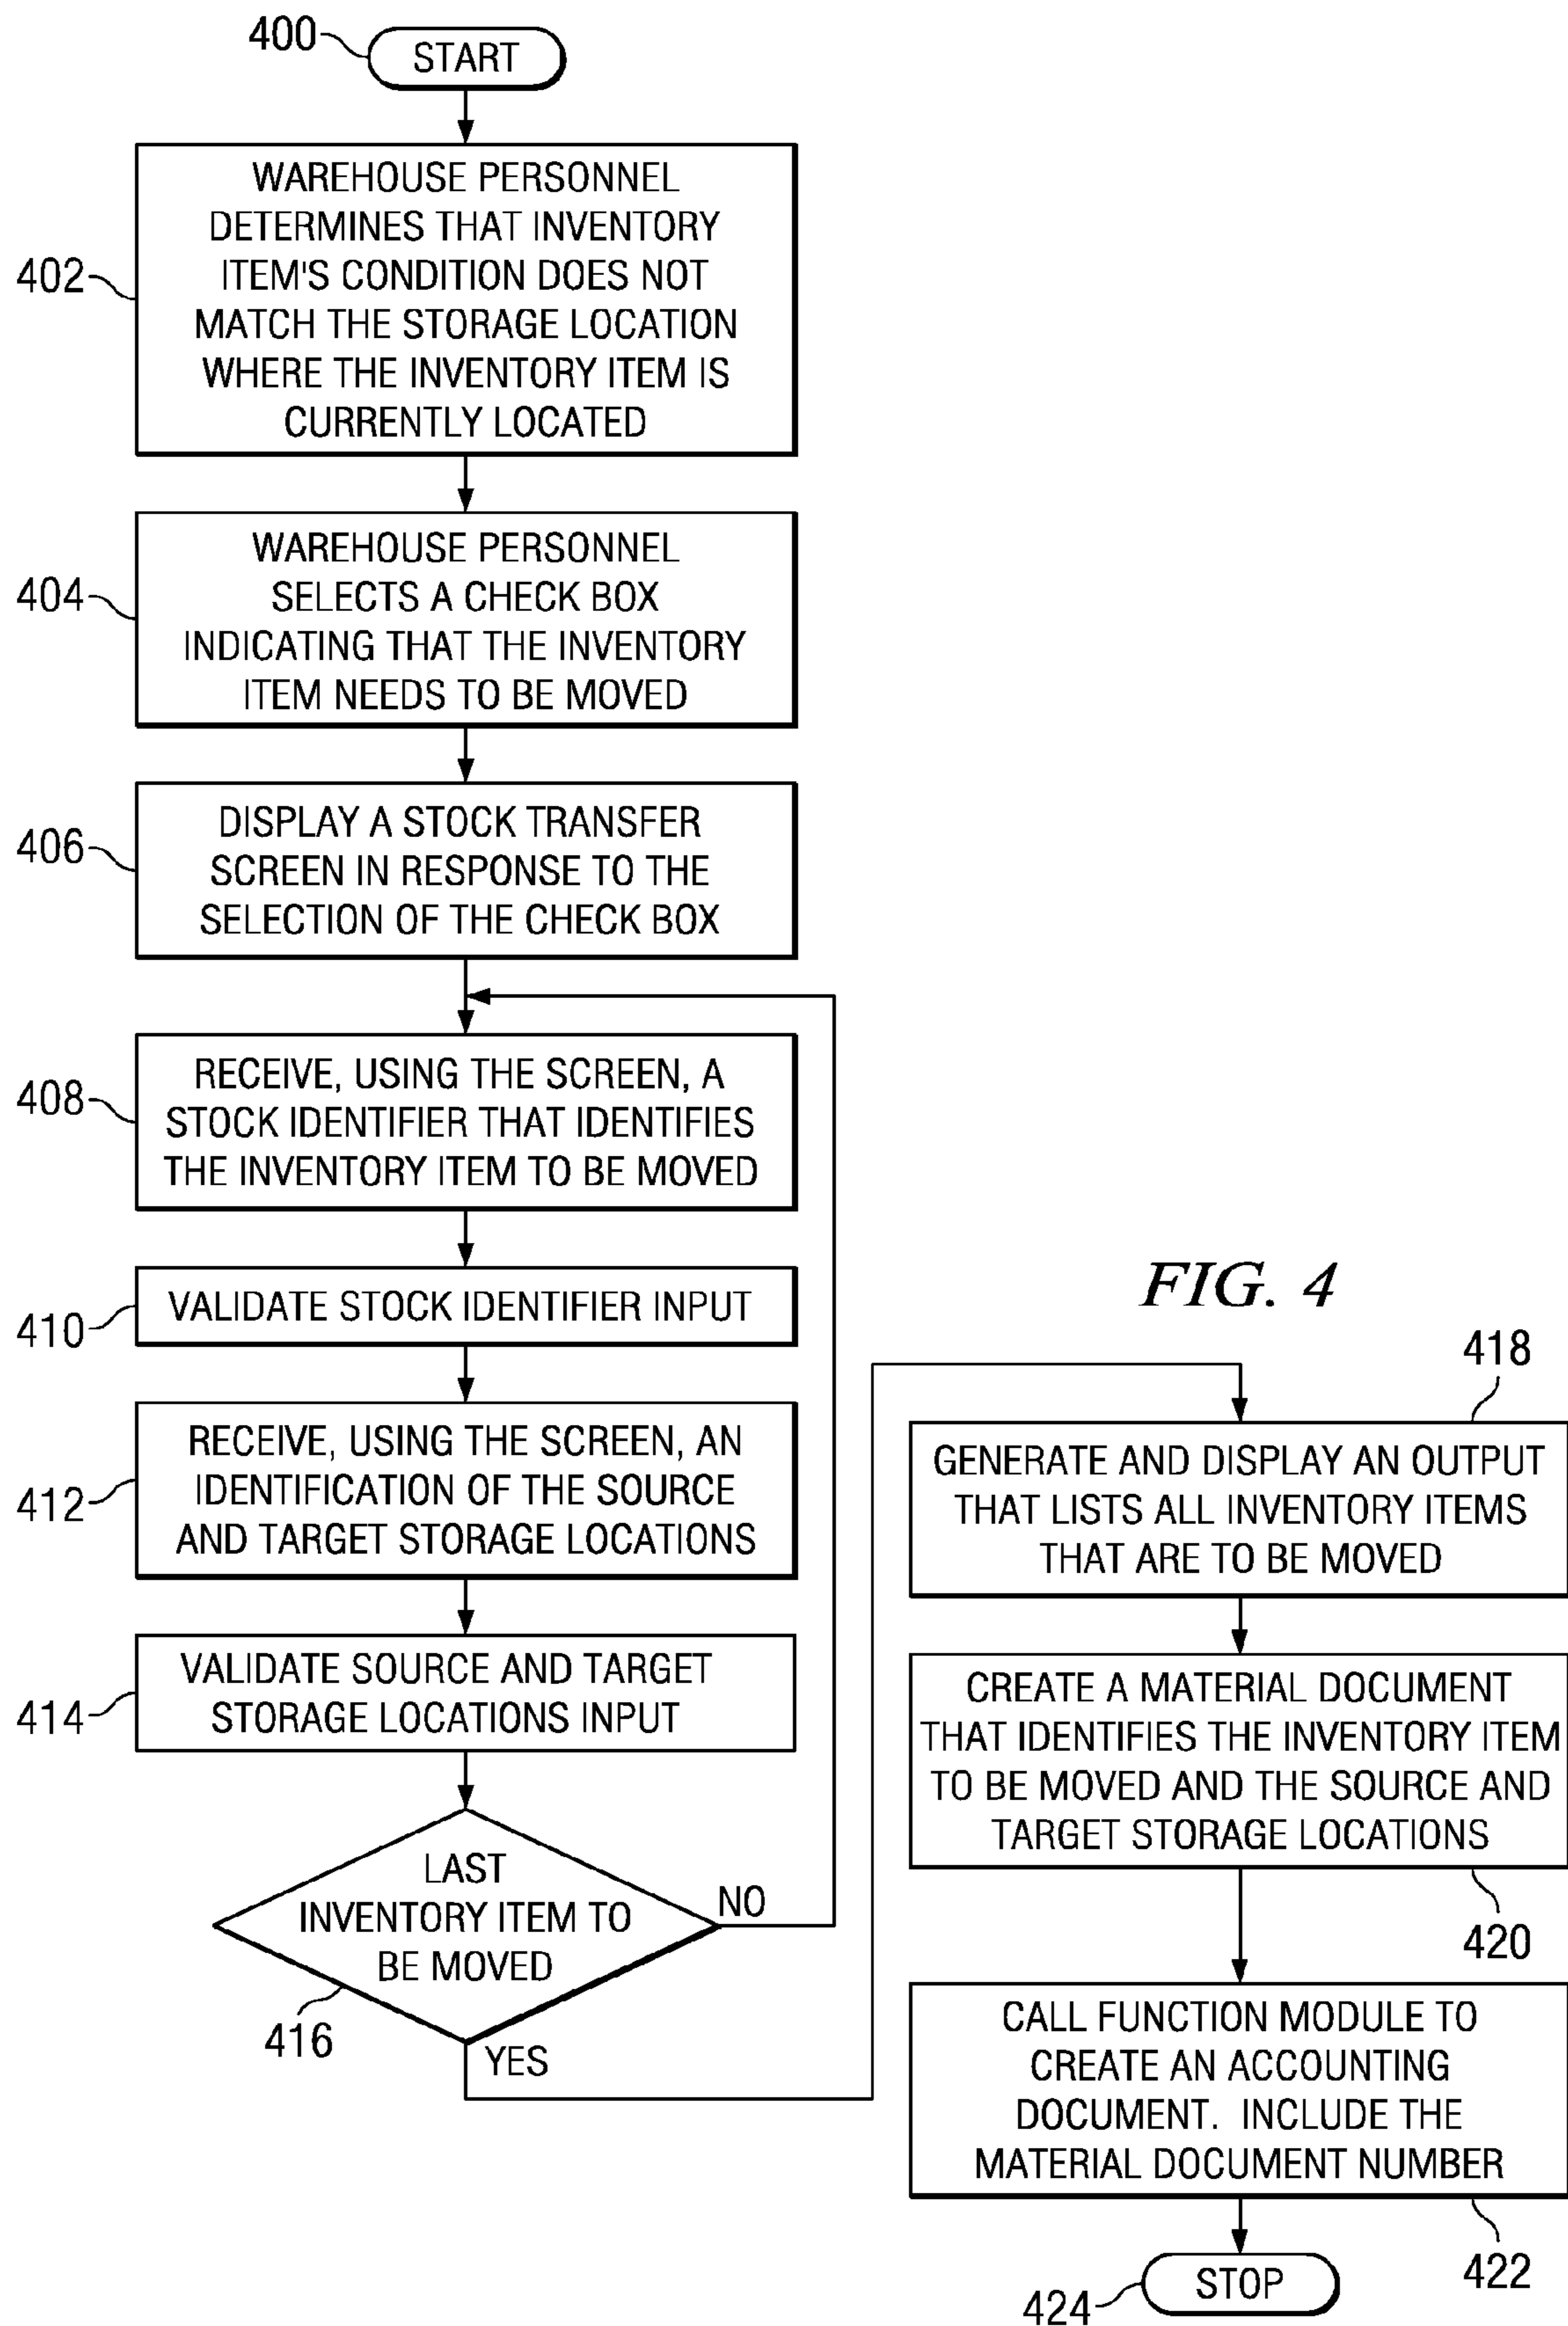 400
START
402
WAREHOUSE PERSONNEL
DETERMINES THAT INVENTORY
ITEM'S CONDITION DOES NOT
MATCH THE STORAGE LOCATION
WHERE THE INVENTORY ITEM IS
CURRENTLY LOCATED
404
WAREHOUSE PERSONNEL
SELECTS A CHECK BOX
INDICATING THAT THE INVENTORY
ITEM NEEDS TO BE MOVED
406
DISPLAY A STOCK TRANSFER
SCREEN IN RESPONSE TO THE
SELECTION OF THE CHECK BOX
408
RECEIVE, USING THE SCREEN, A
STOCK IDENTIFIER THAT IDENTIFIES
THE INVENTORY ITEM TO BE MOVED
410
VALIDATE STOCK IDENTIFIER INPUT
412
RECEIVE, USING THE SCREEN, AN
IDENTIFICATION OF THE SOURCE
AND TARGET STORAGE LOCATIONS
414
VALIDATE SOURCE AND TARGET
STORAGE LOCATIONS INPUT
LAST
INVENTORY ITEM TO
BE MOVED
NO
416
YES
FIG. 4
418
GENERATE AND DISPLAY AN OUTPUT
THAT LISTS ALL INVENTORY ITEMS
THAT ARE TO BE MOVED
CREATE A MATERIAL DOCUMENT
THAT IDENTIFIES THE INVENTORY ITEM
TO BE MOVED AND THE SOURCE AND
TARGET STORAGE LOCATIONS
420
CALL FUNCTION MODULE TO
CREATE AN ACCOUNTING
DOCUMENT. INCLUDE THE
MATERIAL DOCUMENT NUMBER
422
STOP
424